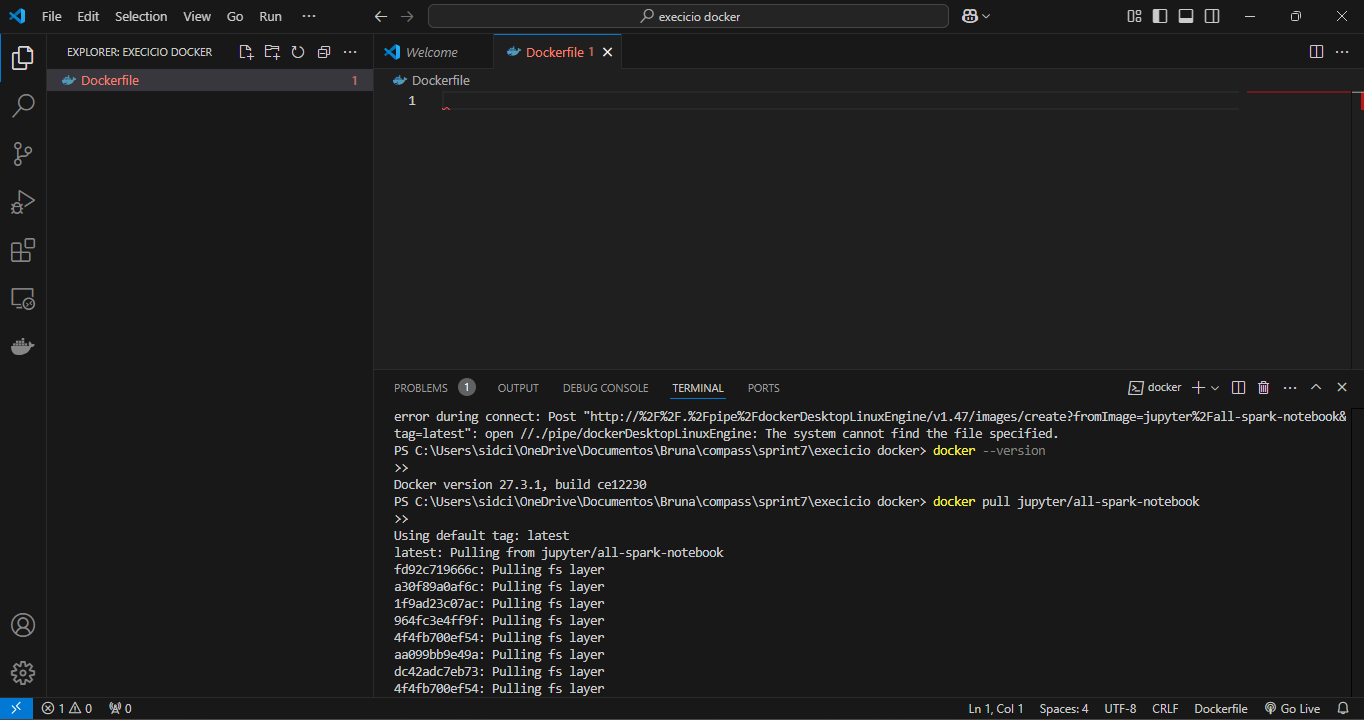 File Edit Selection View Go Run ···
execicio docker
EXPLORER: EXECICIO DOCKER
Dockerfile 1
Welcome
Dockerfile 1
Dockerfile
1
PROBLEMS 1 OUTPUT DEBUG CONSOLE TERMINAL PORTS
docker
error during connect: Post "http://%2F%2F.%2Fpipe%2FdockerDesktopLinuxEngine/v1.47/images/create?fromImage=jupyter%2Fall-spark-notebook&
tag=latest": open //./pipe/dockerDesktopLinuxEngine: The system cannot find the file specified.
PS C:\Users\sidci\OneDrive\Documentos\Bruna\compass\sprint7\execicio docker> docker --version
>>
Docker version 27.3.1, build ce12230
PS C:\Users\sidci\OneDrive\Documentos\Bruna\compass\sprint7\execicio docker> docker pull jupyter/all-spark-notebook
>>
Using default tag: latest
latest: Pulling from jupyter/all-spark-notebook
fd92c719666c: Pulling fs layer
a30f89a0af6c: Pulling fs layer
1f9ad23c07ac: Pulling fs layer
964fc3e4ff9f: Pulling fs layer
4f4fb700ef54: Pulling fs layer
aa099bb9e49a: Pulling fs layer
dc42adc7eb73: Pulling fs layer
4f4fb700ef54: Pulling fs layer
1 0 0
Ln 1, Col 1 Spaces: 4 UTF-8 CRLF Dockerfile Go Live